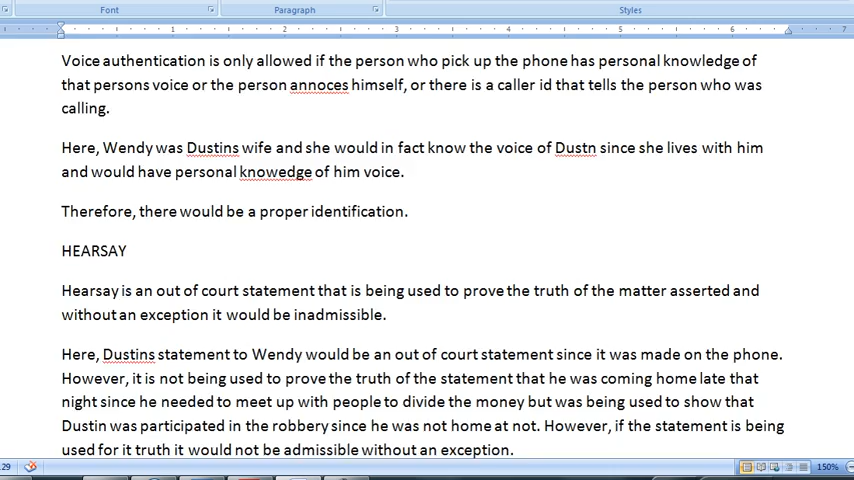 Font Paragraph Styles
1 2 3 4 5 6 7
Voice authentication is only allowed if the person who pick up the phone has personal knowledge of
that persons voice or the person annoces himself, or there is a caller id that tells the person who was
calling.
Here, Wendy was Dustins wife and she would in fact know the voice of Dustn since she lives with him
and would have personal knowedge of him voice.
Therefore, there would be a proper identification.
HEARSAY
Hearsay is an out of court statement that is being used to prove the truth of the matter asserted and
without an exception it would be inadmissible.
Here, Dustins statement to Wendy would be an out of court statement since it was made on the phone.
However, it is not being used to prove the truth of the statement that he was coming home late that
night since he needed to meet up with people to divide the money but was being used to show that
Dustin was participated in the robbery since he was not home at not. However, if the statement is being
used for it truth it would not be admissible without an exception.
:29 150%